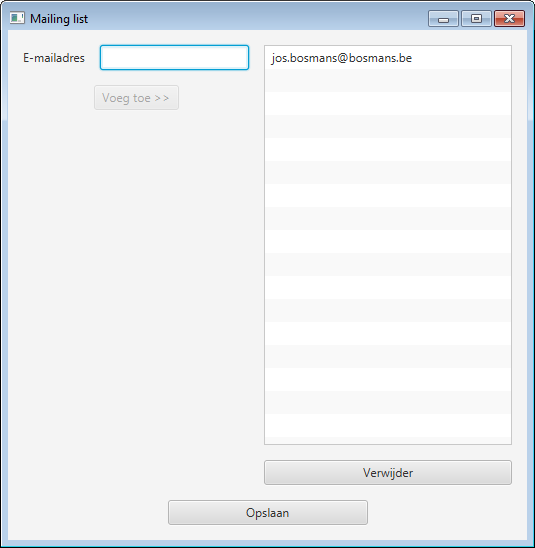 Mailing list
E-mailadres
jos.bosmans@bosmans.be
Voeg toe >>
Verwijder
Opslaan